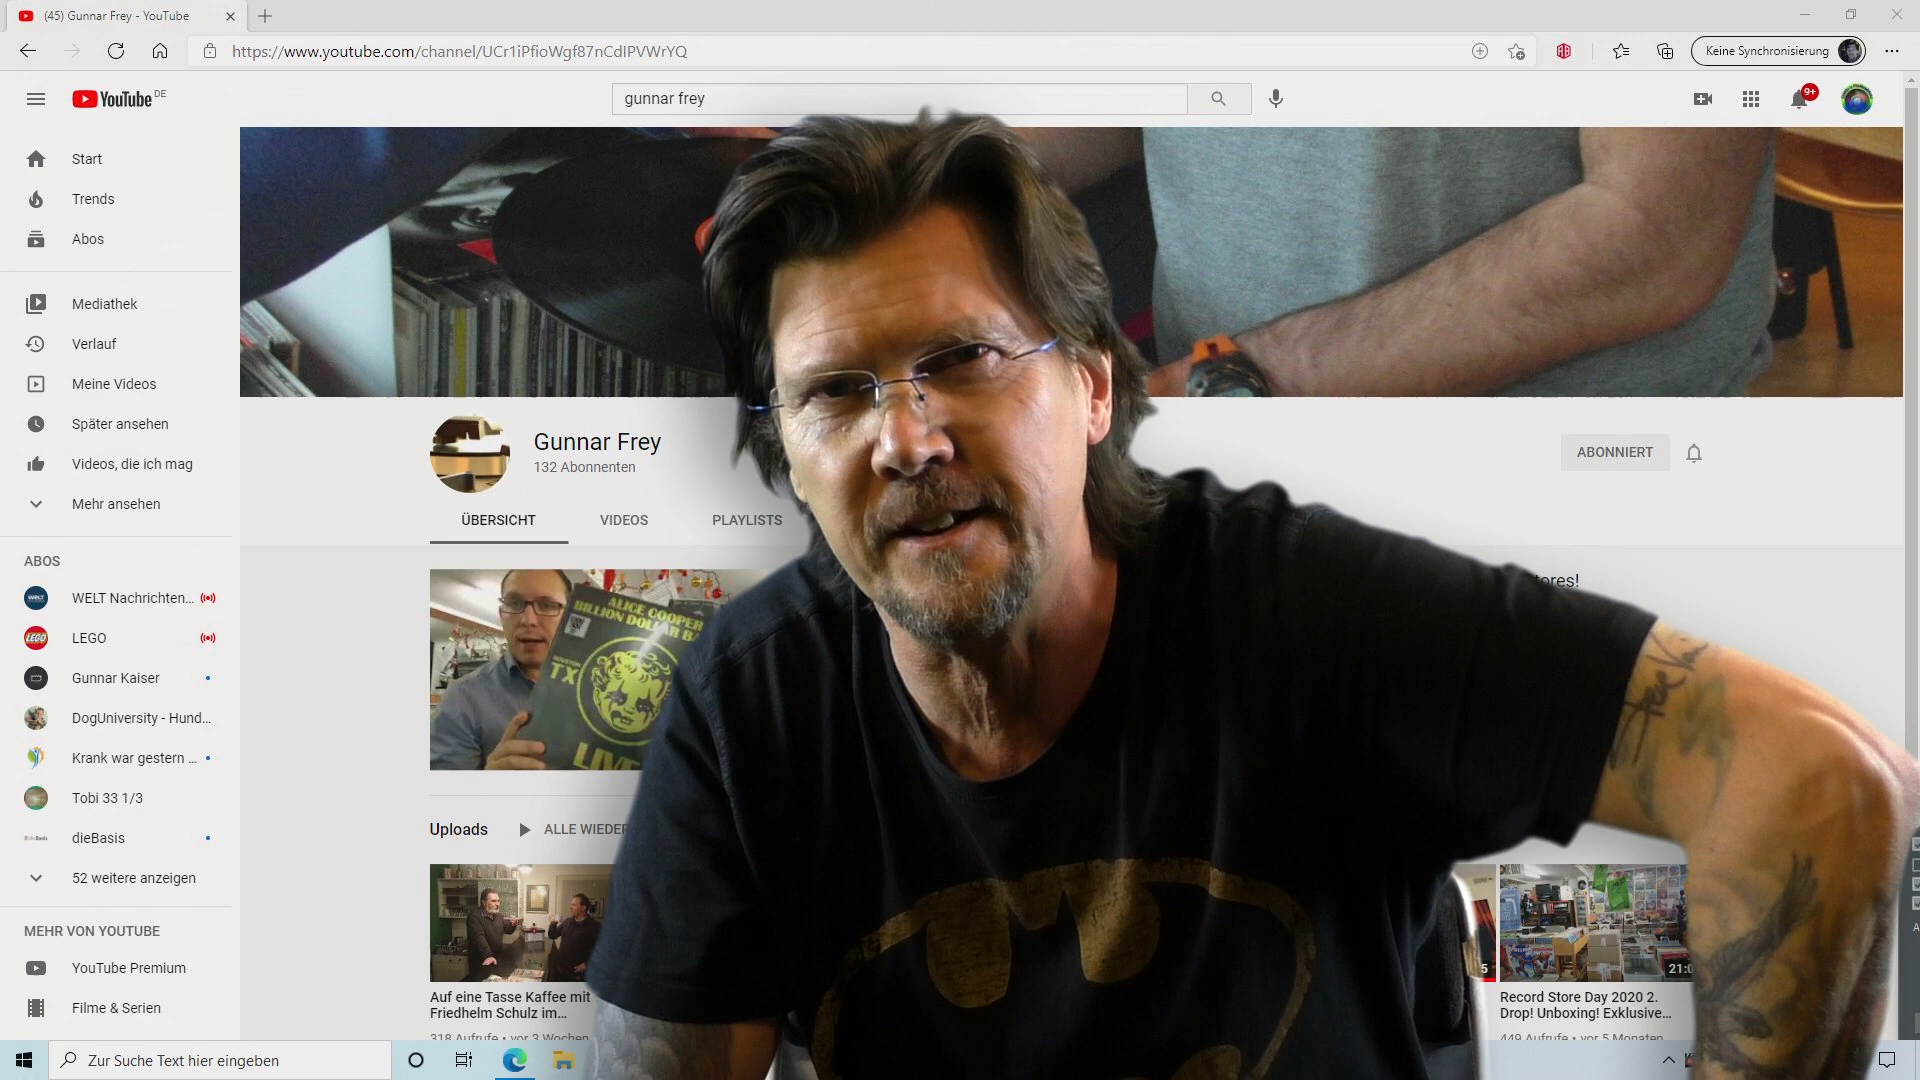 (45) Gunnar Frey - YouTube
https://www.youtube.com/channel/UCr1iPfioWgf87nCdIPVWrYQ
Keine Synchronisierung
YouTube DE
gunnar frey
9+
Start
Trends
Abos
Mediathek
Verlauf
Meine Videos
Später ansehen
Videos, die ich mag
Mehr ansehen
ABOS
WELT Nachrichten...
LEGO
Gunnar Kaiser
DogUniversity - Hund...
Krank war gestern ...
Tobi 33 1/3
dieBasis
52 weitere anzeigen
MEHR VON YOUTUBE
YouTube Premium
Filme & Serien
Gunnar Frey
132 Abonnenten
ABONNIERT
ÜBERSICHT
VIDEOS
PLAYLISTS
ALICE COOPER
BILLION DOLLAR BA
TX
LIVE
Uploads
ALLE WIEDER
Auf eine Tasse Kaffee mit
Friedhelm Schulz im...
318 Aufrufe • vor 3 Wochen
21:0
Record Store Day 2020 2.
Drop! Unboxing! Exklusive...
449 Aufrufe • vor 5 Monaten
Zur Suche Text hier eingeben